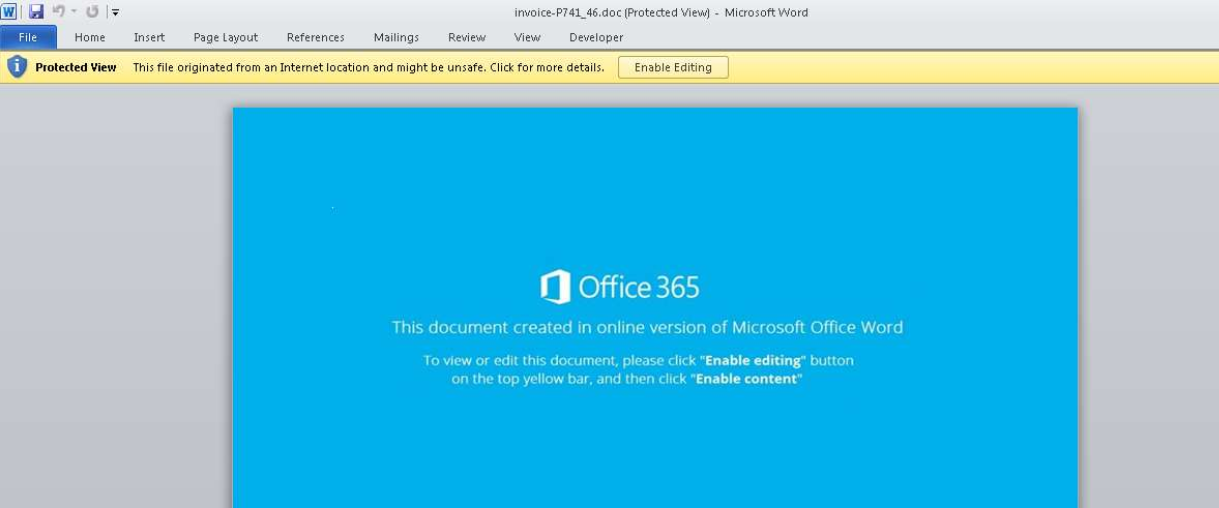 invoice-P741_46.doc (Protected View) - Microsoft Word
File Home Insert Page Layout References Mailings Review View Developer
Protected View This file originated from an Internet location and might be unsafe. Click for more details. Enable Editing
Office 365
This document created in online version of Microsoft Office Word
To view or edit this document, please click "Enable editing" button
on the top yellow bar, and then click "Enable content"